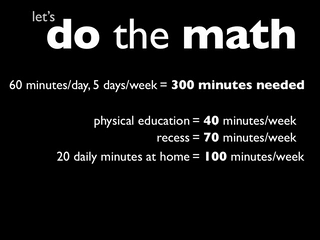 let's
do the math
60 minutes/day, 5 days/week = 300 minutes needed
physical education = 40 minutes/week
recess = 70 minutes/week
20 daily minutes at home = 100 minutes/week